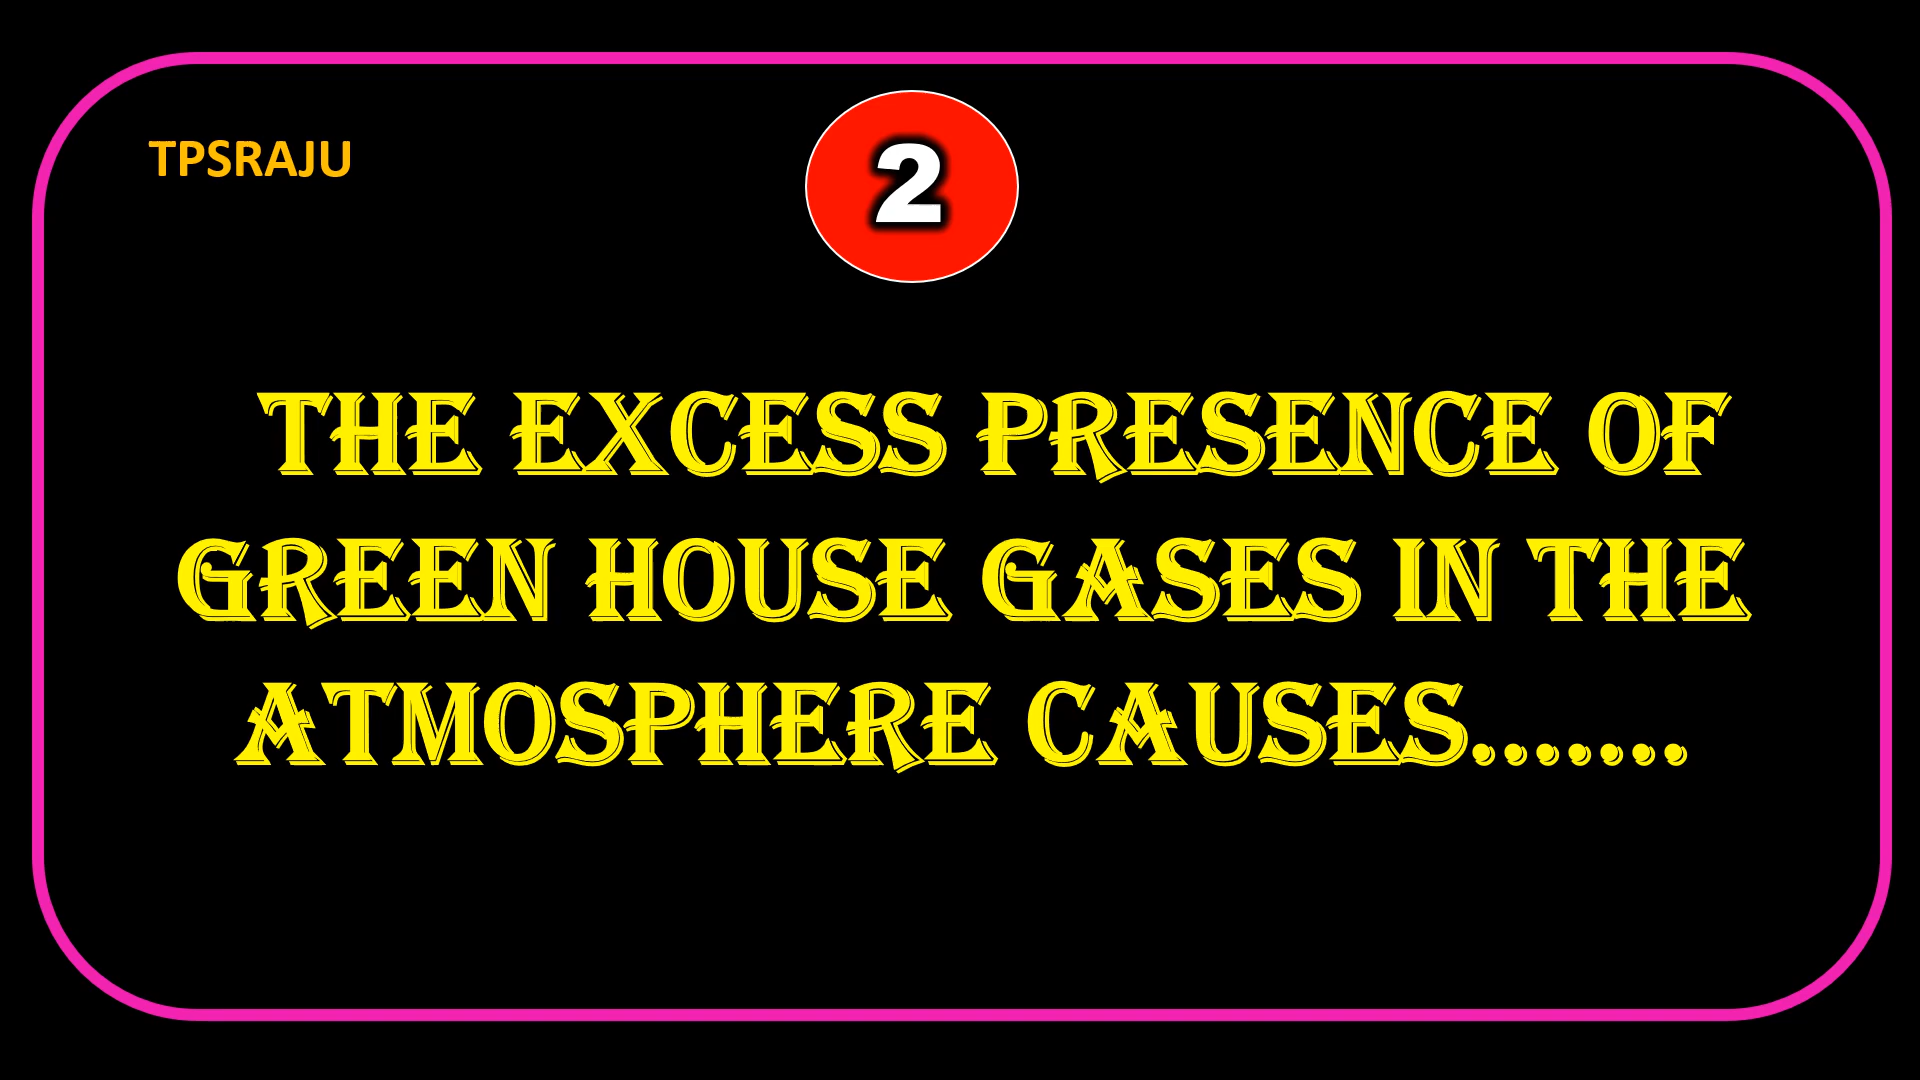 TPSRAJU
2
THE EXCESS PRESENCE OF
GREEN HOUSE GASES IN THE
ATMOSPHERE CAUSES.......